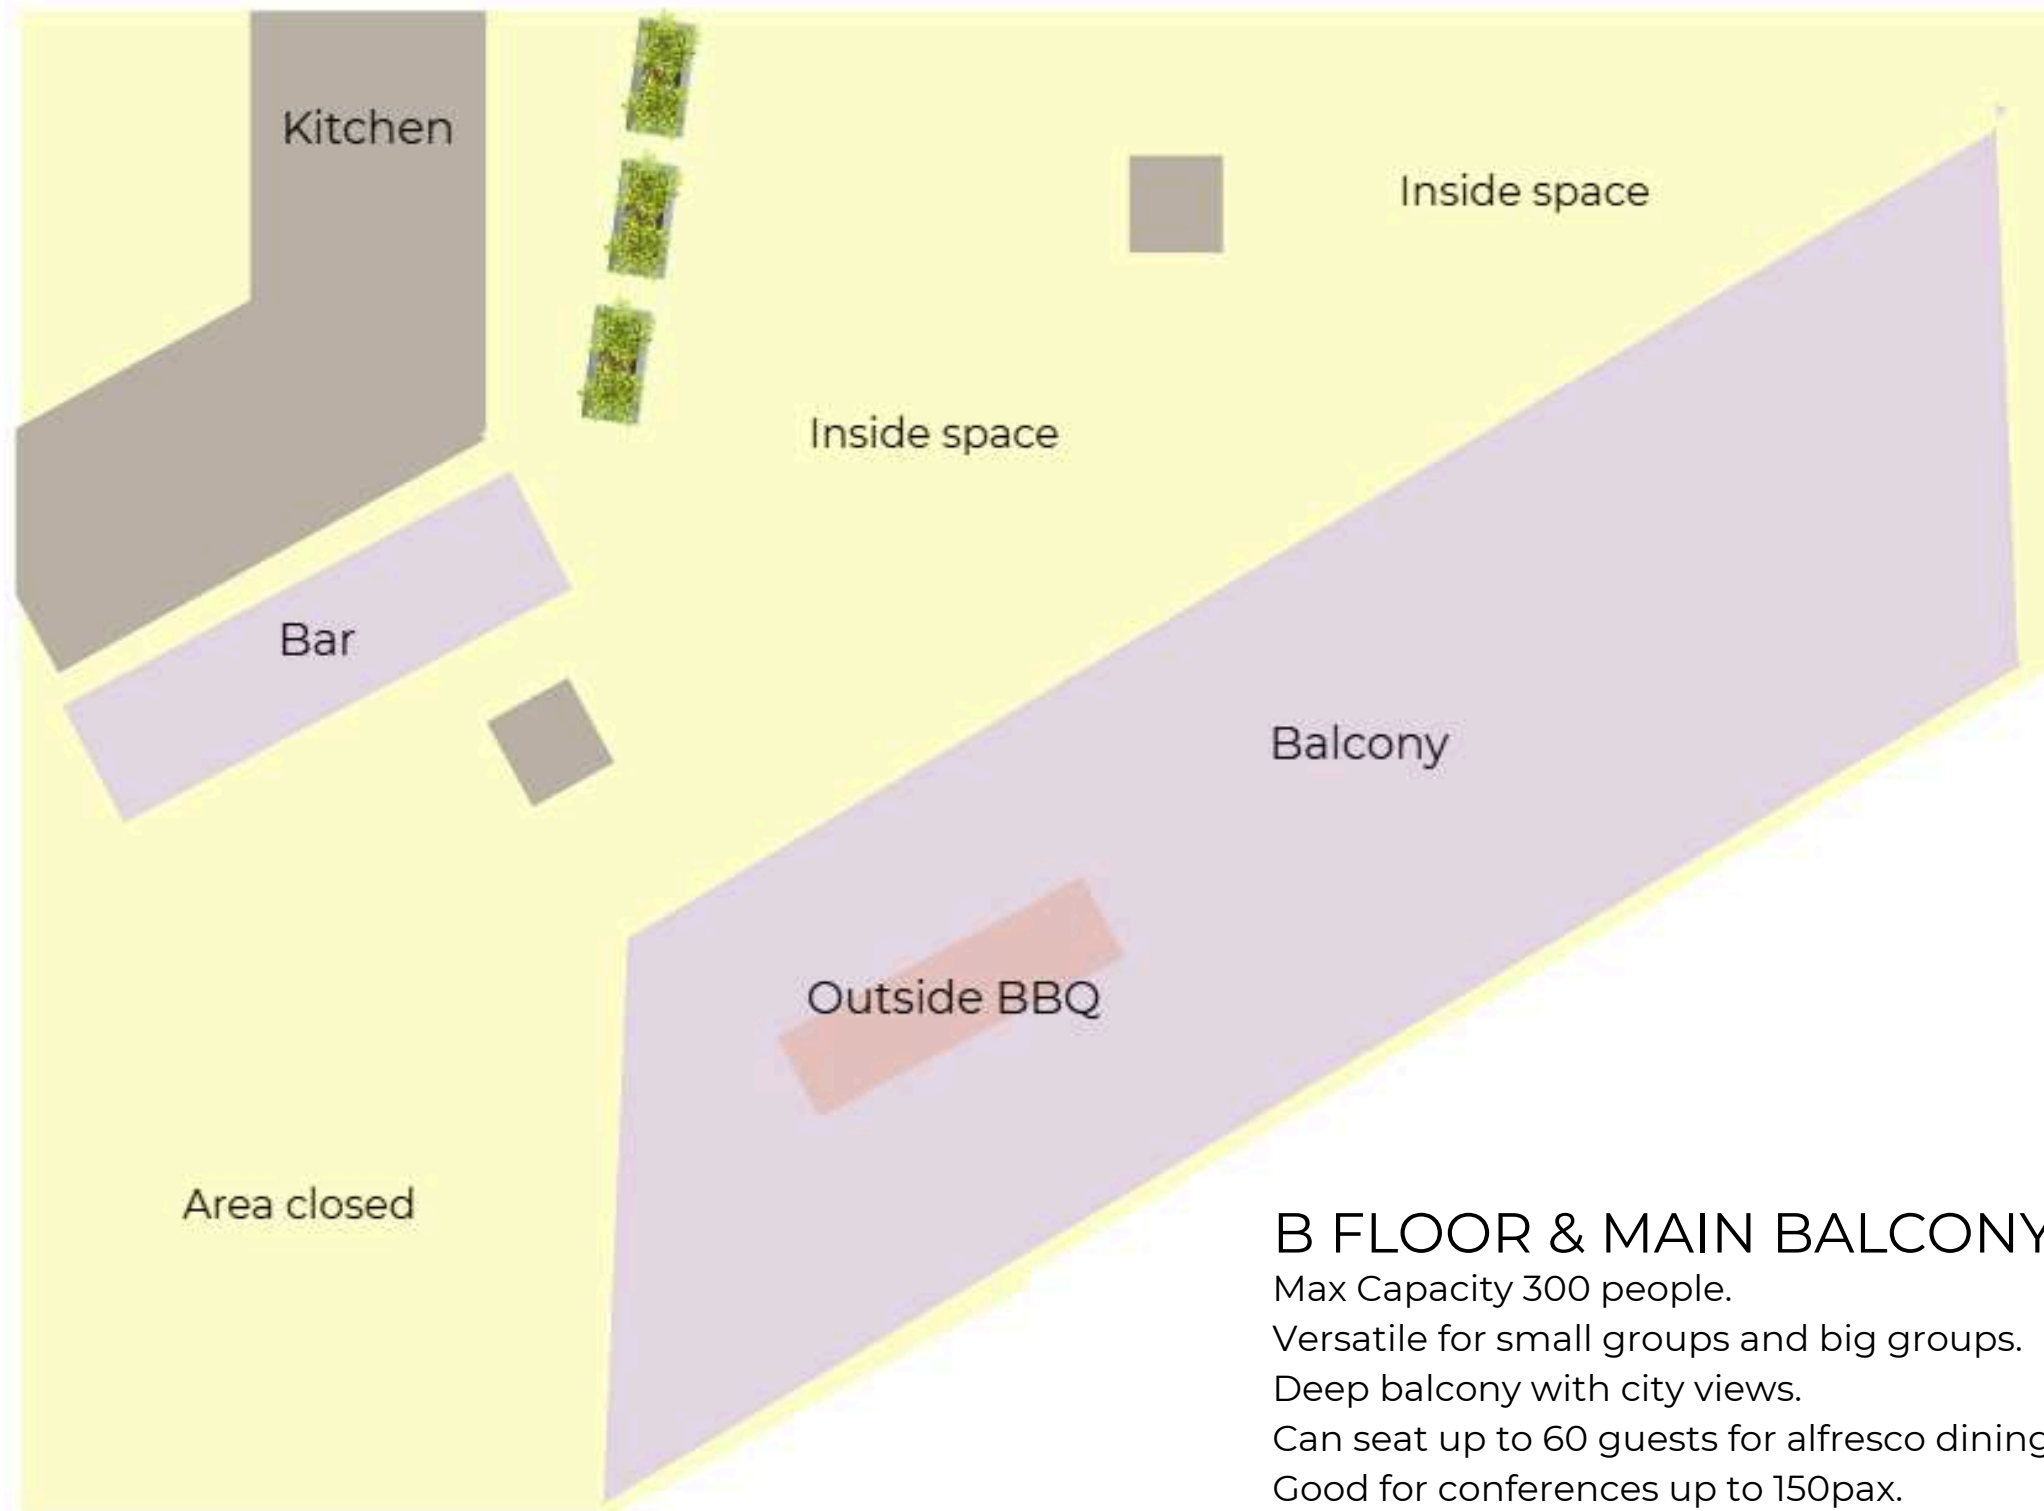 Kitchen
Inside space
Inside space
Bar
Balcony
Outside BBQ
Area closed
B FLOOR & MAIN BALCONY
Max Capacity 300 people.
Versatile for small groups and big groups.
Deep balcony with city views.
Can seat up to 60 guests for alfresco dining
Good for conferences up to 150pax.